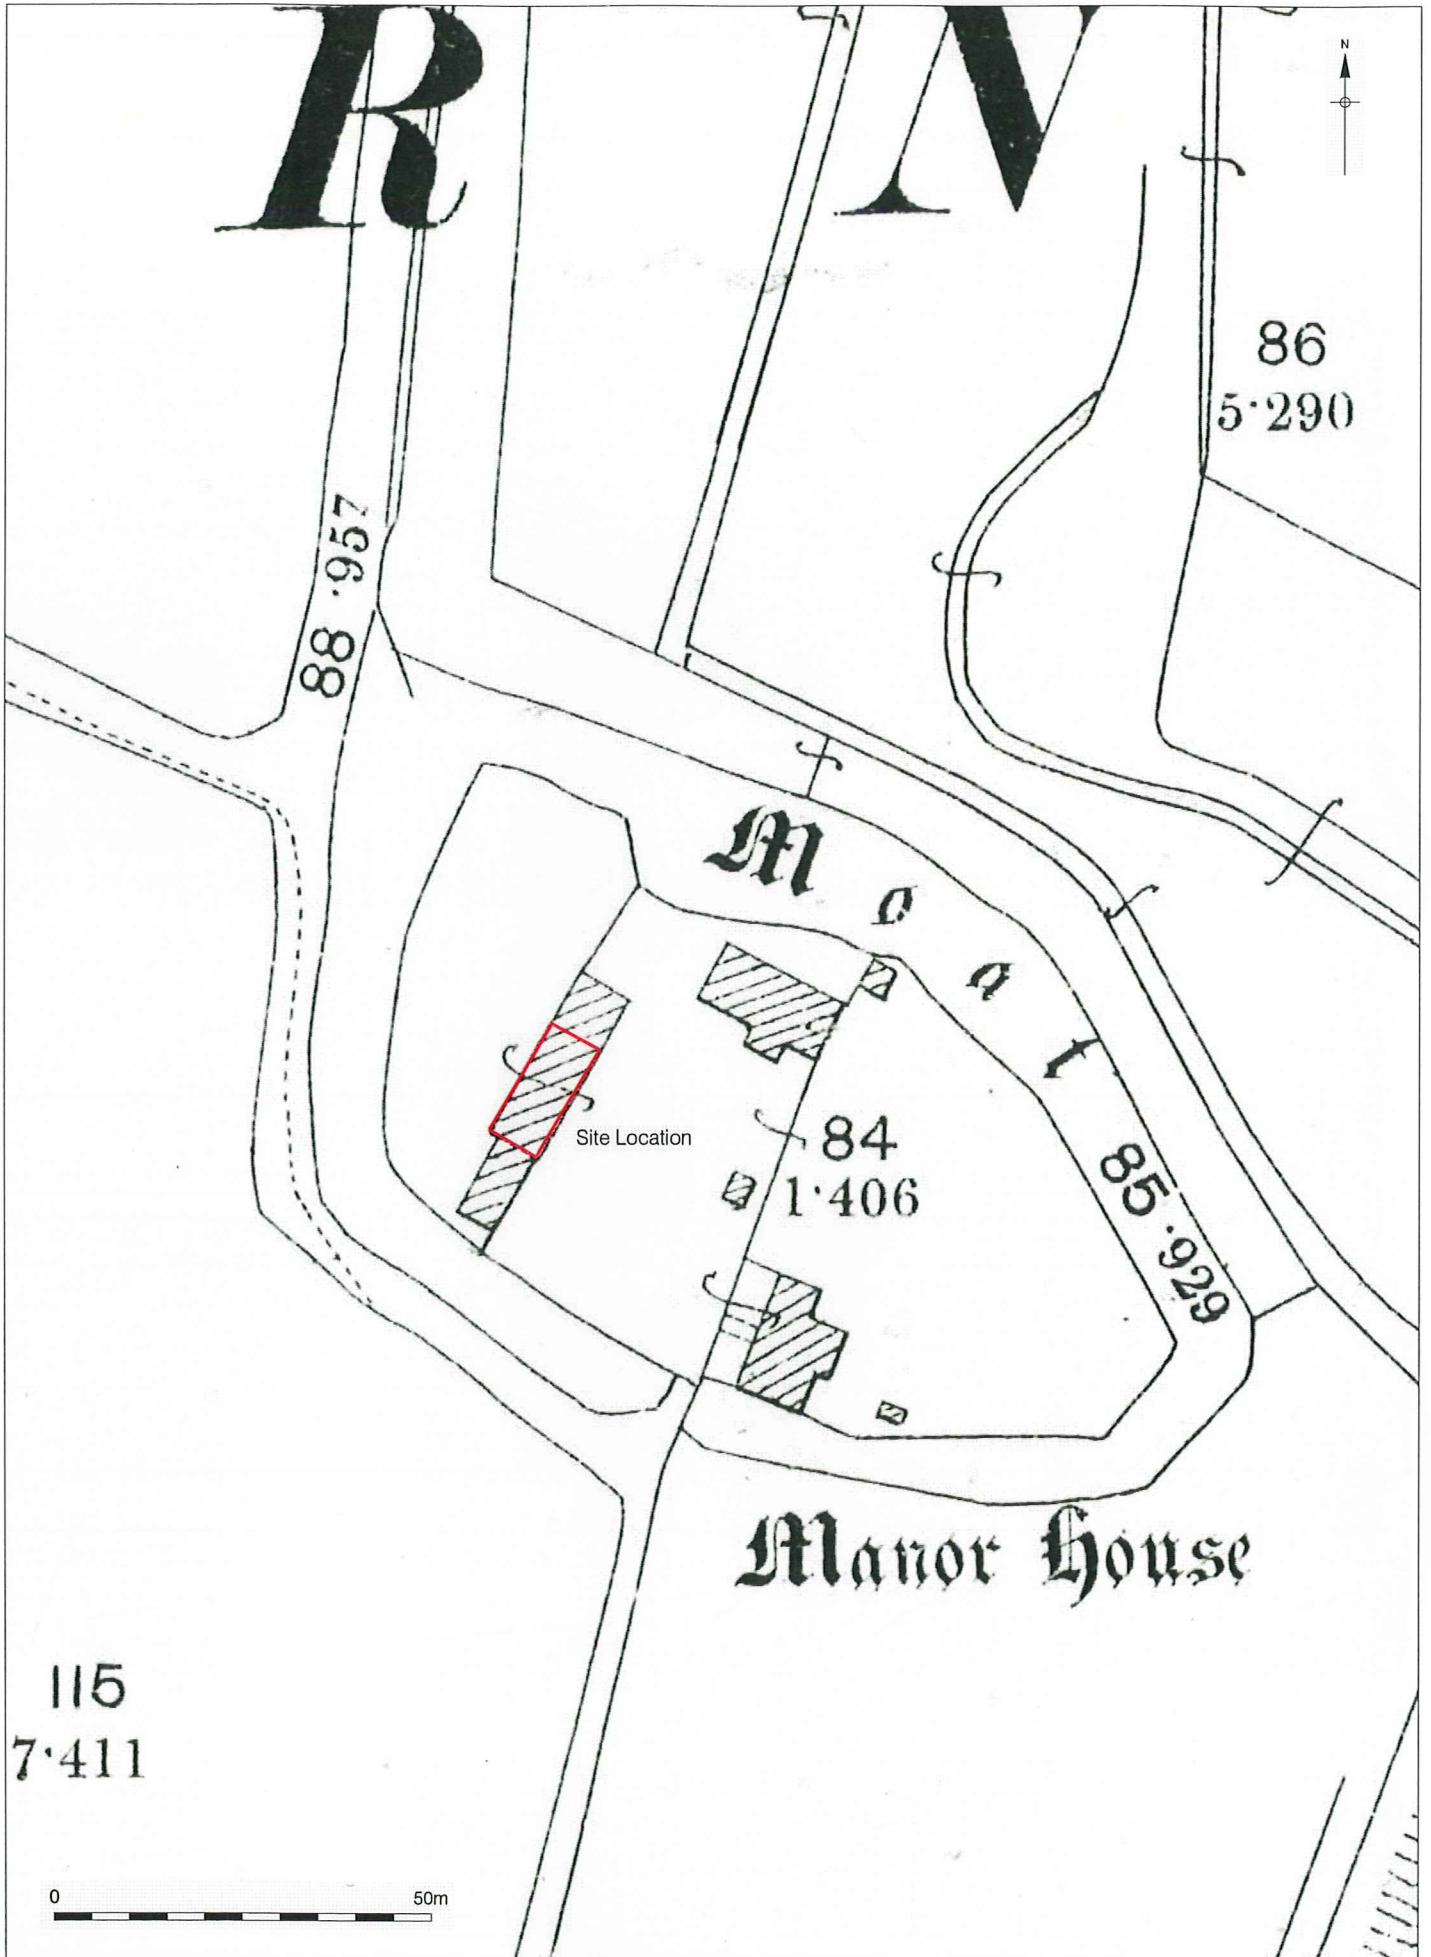 R N
N
86
5·290
88 ·957
Moat
84
1·406
Site Location
85 ·929
Manor House
115
7·411
0 50m